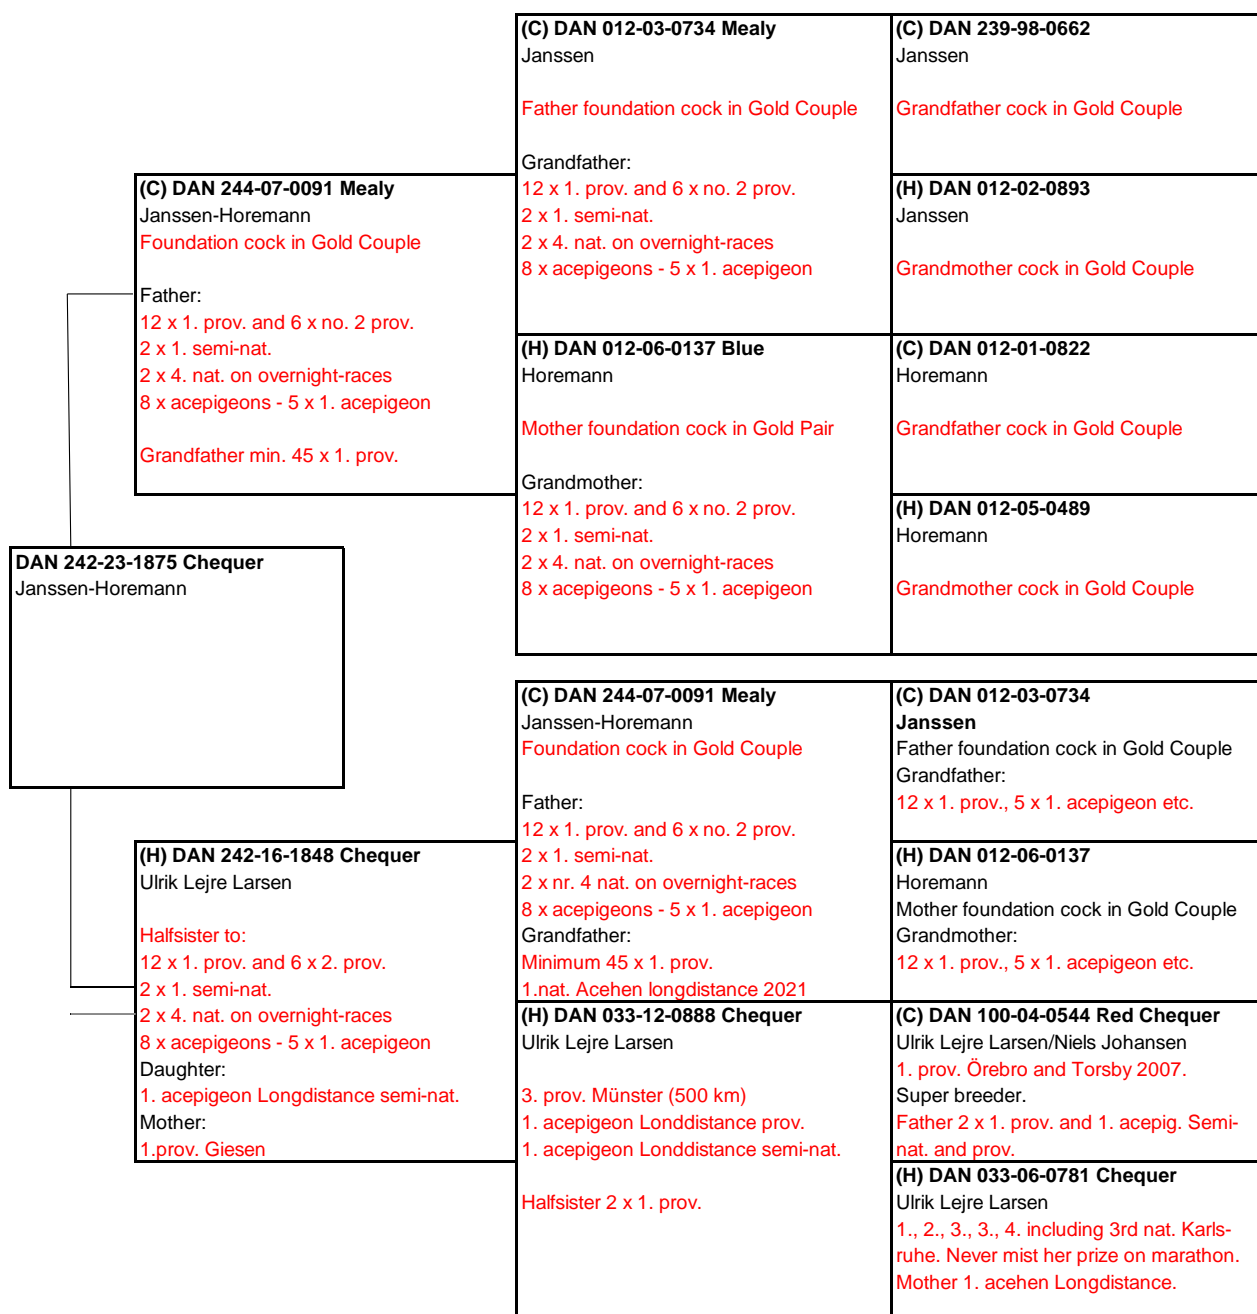 DAN 242-23-1875 Chequer
Janssen-Horemann
(C) DAN 244-07-0091 Mealy
Janssen-Horemann
Foundation cock in Gold Couple
Father:
12 x 1. prov. and 6 x no. 2 prov.
2 x 1. semi-nat.
2 x 4. nat. on overnight-races
8 x acepigeons - 5 x 1. acepigeon
Grandfather min. 45 x 1. prov.
(H) DAN 242-16-1848 Chequer
Ulrik Lejre Larsen
Halfsister to:
12 x 1. prov. and 6 x 2. prov.
2 x 1. semi-nat.
2 x 4. nat. on overnight-races
8 x acepigeons - 5 x 1. acepigeon
Daughter:
1. acepigeon Longdistance semi-nat.
Mother:
1.prov. Giesen
(C) DAN 012-03-0734 Mealy
Janssen
Father foundation cock in Gold Couple
Grandfather:
12 x 1. prov. and 6 x no. 2 prov.
2 x 1. semi-nat.
2 x 4. nat. on overnight-races
8 x acepigeons - 5 x 1. acepigeon
(H) DAN 012-06-0137 Blue
Horemann
Mother foundation cock in Gold Pair
Grandmother:
12 x 1. prov. and 6 x no. 2 prov.
2 x 1. semi-nat.
2 x 4. nat. on overnight-races
8 x acepigeons - 5 x 1. acepigeon
(C) DAN 244-07-0091 Mealy
Janssen-Horemann
Foundation cock in Gold Couple
Father:
12 x 1. prov. and 6 x no. 2 prov.
2 x 1. semi-nat.
2 x nr. 4 nat. on overnight-races
8 x acepigeons - 5 x 1. acepigeon
Grandfather:
Minimum 45 x 1. prov.
1.nat. Acehen longdistance 2021
(H) DAN 033-12-0888 Chequer
Ulrik Lejre Larsen
3. prov. Münster (500 km)
1. acepigeon Londdistance prov.
1. acepigeon Londdistance semi-nat.
Halfsister 2 x 1. prov.
(C) DAN 239-98-0662
Janssen
Grandfather cock in Gold Couple
(H) DAN 012-02-0893
Janssen
Grandmother cock in Gold Couple
(C) DAN 012-01-0822
Horemann
Grandfather cock in Gold Couple
(H) DAN 012-05-0489
Horemann
Grandmother cock in Gold Couple
(C) DAN 012-03-0734
Janssen
Father foundation cock in Gold Couple
Grandfather:
12 x 1. prov., 5 x 1. acepigeon etc.
(H) DAN 012-06-0137
Horemann
Mother foundation cock in Gold Couple
Grandmother:
12 x 1. prov., 5 x 1. acepigeon etc.
(C) DAN 100-04-0544 Red Chequer
Ulrik Lejre Larsen/Niels Johansen
1. prov. Örebro and Torsby 2007.
Super breeder.
Father 2 x 1. prov. and 1. acepig. Semi-
nat. and prov.
(H) DAN 033-06-0781 Chequer
Ulrik Lejre Larsen
1., 2., 3., 3., 4. including 3rd nat. Karls-
ruhe. Never mist her prize on marathon.
Mother 1. acehen Longdistance.